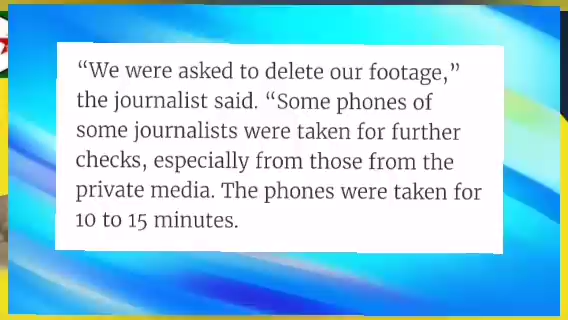 “We were asked to delete our footage,”
the journalist said. “Some phones of
some journalists were taken for further
checks, especially from those from the
private media. The phones were taken for
10 to 15 minutes.